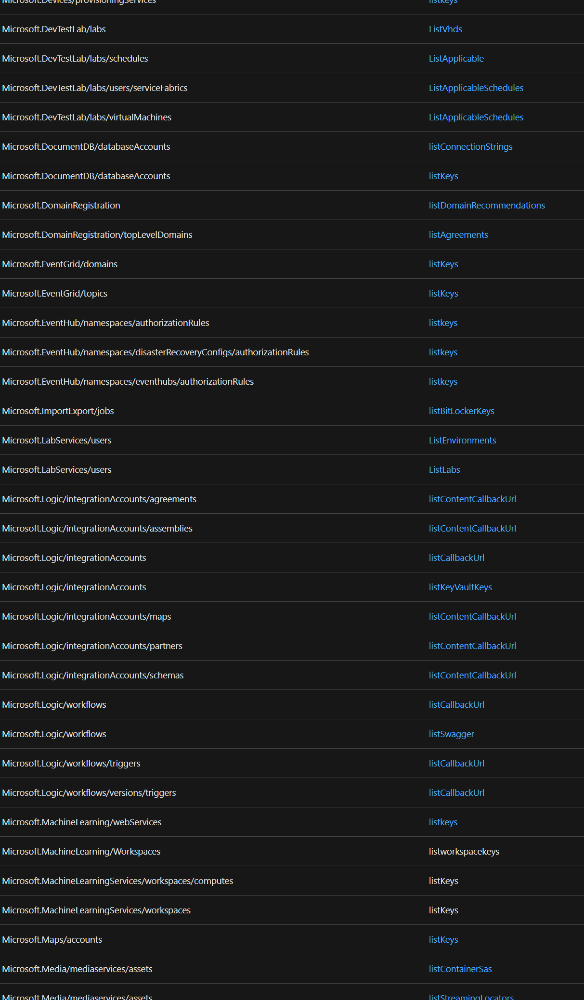 Microsoft.Devices/provisioningServices listkeys
Microsoft.DevTestLab/labs ListVhds
Microsoft.DevTestLab/labs/schedules ListApplicable
Microsoft.DevTestLab/labs/users/serviceFabrics ListApplicableSchedules
Microsoft.DevTestLab/labs/virtualMachines ListApplicableSchedules
Microsoft.DocumentDB/databaseAccounts listConnectionStrings
Microsoft.DocumentDB/databaseAccounts listKeys
Microsoft.DomainRegistration listDomainRecommendations
Microsoft.DomainRegistration/topLevelDomains listAgreements
Microsoft.EventGrid/domains listKeys
Microsoft.EventGrid/topics listKeys
Microsoft.EventHub/namespaces/authorizationRules listkeys
Microsoft.EventHub/namespaces/disasterRecoveryConfigs/authorizationRules listkeys
Microsoft.EventHub/namespaces/eventhubs/authorizationRules listkeys
Microsoft.ImportExport/jobs listBitLockerKeys
Microsoft.LabServices/users ListEnvironments
Microsoft.LabServices/users ListLabs
Microsoft.Logic/integrationAccounts/agreements listContentCallbackUrl
Microsoft.Logic/integrationAccounts/assemblies listContentCallbackUrl
Microsoft.Logic/integrationAccounts listCallbackUrl
Microsoft.Logic/integrationAccounts listKeyVaultKeys
Microsoft.Logic/integrationAccounts/maps listContentCallbackUrl
Microsoft.Logic/integrationAccounts/partners listContentCallbackUrl
Microsoft.Logic/integrationAccounts/schemas listContentCallbackUrl
Microsoft.Logic/workflows listCallbackUrl
Microsoft.Logic/workflows listSwagger
Microsoft.Logic/workflows/triggers listCallbackUrl
Microsoft.Logic/workflows/versions/triggers listCallbackUrl
Microsoft.MachineLearning/webServices listkeys
Microsoft.MachineLearning/Workspaces listworkspacekeys
Microsoft.MachineLearningServices/workspaces/computes listKeys
Microsoft.MachineLearningServices/workspaces listKeys
Microsoft.Maps/accounts listKeys
Microsoft.Media/mediaservices/assets listContainerSas
Microsoft.Media/mediaservices/assets listStreamingLocators